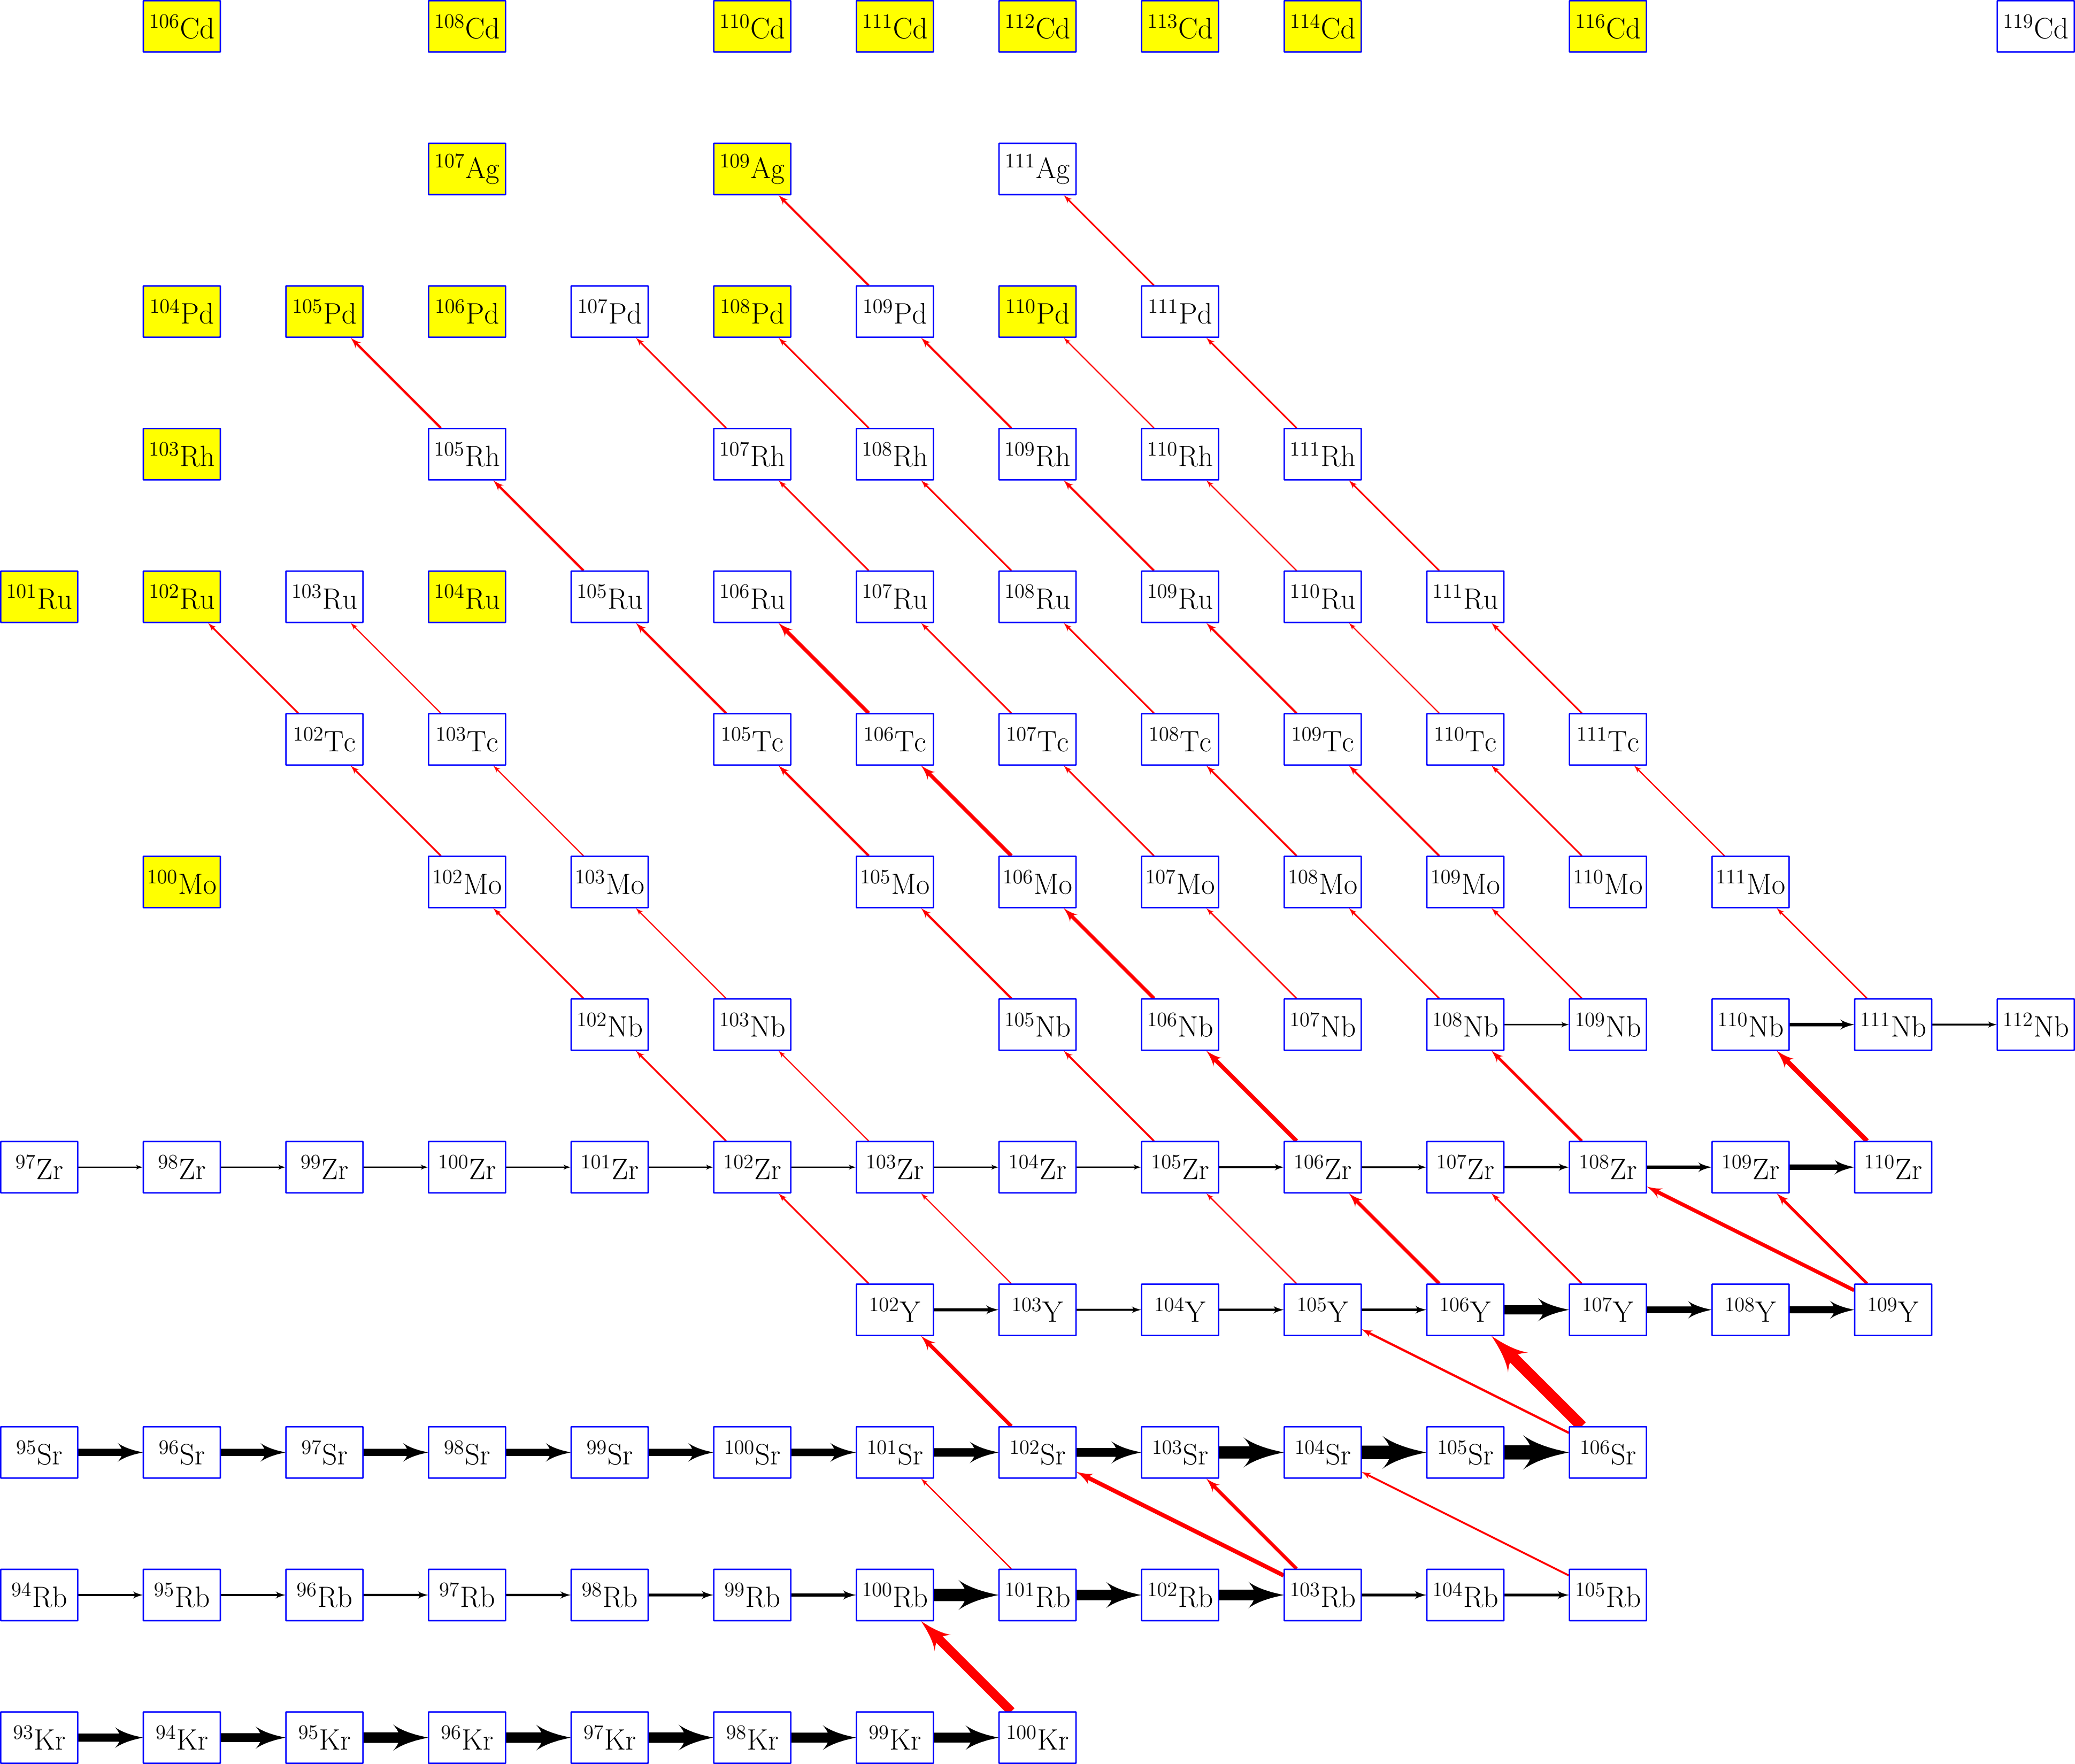 ¹⁰⁶Cd ¹⁰⁸Cd ¹¹⁰Cd ¹¹¹Cd ¹¹²Cd ¹¹³Cd ¹¹⁴Cd ¹¹⁶Cd ¹¹⁹Cd
¹⁰⁷Ag ¹⁰⁹Ag ¹¹¹Ag
¹⁰⁴Pd ¹⁰⁵Pd ¹⁰⁶Pd ¹⁰⁷Pd ¹⁰⁸Pd ¹⁰⁹Pd ¹¹⁰Pd ¹¹¹Pd
¹⁰³Rh ¹⁰⁵Rh ¹⁰⁷Rh ¹⁰⁸Rh ¹⁰⁹Rh ¹¹⁰Rh ¹¹¹Rh
¹⁰¹Ru ¹⁰²Ru ¹⁰³Ru ¹⁰⁴Ru ¹⁰⁵Ru ¹⁰⁶Ru ¹⁰⁷Ru ¹⁰⁸Ru ¹⁰⁹Ru ¹¹⁰Ru ¹¹¹Ru
¹⁰²Tc ¹⁰³Tc ¹⁰⁵Tc ¹⁰⁶Tc ¹⁰⁷Tc ¹⁰⁸Tc ¹⁰⁹Tc ¹¹⁰Tc ¹¹¹Tc
¹⁰⁰Mo ¹⁰²Mo ¹⁰³Mo ¹⁰⁵Mo ¹⁰⁶Mo ¹⁰⁷Mo ¹⁰⁸Mo ¹⁰⁹Mo ¹¹⁰Mo ¹¹¹Mo
¹⁰²Nb ¹⁰³Nb ¹⁰⁵Nb ¹⁰⁶Nb ¹⁰⁷Nb ¹⁰⁸Nb ¹⁰⁹Nb ¹¹⁰Nb ¹¹¹Nb ¹¹²Nb
⁹⁷Zr ⁹⁸Zr ⁹⁹Zr ¹⁰⁰Zr ¹⁰¹Zr ¹⁰²Zr ¹⁰³Zr ¹⁰⁴Zr ¹⁰⁵Zr ¹⁰⁶Zr ¹⁰⁷Zr ¹⁰⁸Zr ¹⁰⁹Zr ¹¹⁰Zr
¹⁰²Y ¹⁰³Y ¹⁰⁴Y ¹⁰⁵Y ¹⁰⁶Y ¹⁰⁷Y ¹⁰⁸Y ¹⁰⁹Y
⁹⁵Sr ⁹⁶Sr ⁹⁷Sr ⁹⁸Sr ⁹⁹Sr ¹⁰⁰Sr ¹⁰¹Sr ¹⁰²Sr ¹⁰³Sr ¹⁰⁴Sr ¹⁰⁵Sr ¹⁰⁶Sr
⁹⁴Rb ⁹⁵Rb ⁹⁶Rb ⁹⁷Rb ⁹⁸Rb ⁹⁹Rb ¹⁰⁰Rb ¹⁰¹Rb ¹⁰²Rb ¹⁰³Rb ¹⁰⁴Rb ¹⁰⁵Rb
⁹³Kr ⁹⁴Kr ⁹⁵Kr ⁹⁶Kr ⁹⁷Kr ⁹⁸Kr ⁹⁹Kr ¹⁰⁰Kr